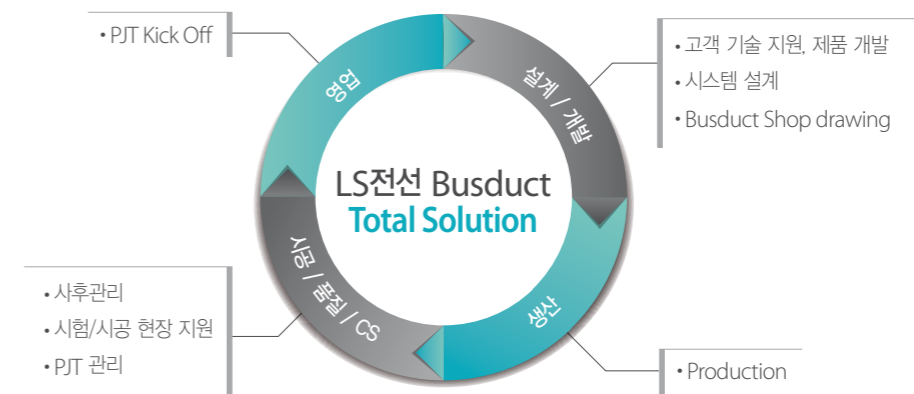 • PJT Kick Off
영업
설계 / 개발
• 고객 기술 지원, 제품 개발
• 시스템 설계
• Busduct Shop drawing
LS전선 Busduct
Total Solution
시공 / 품질 / CS
• 사후관리
• 시험/시공 현장 지원
• PJT 관리
생산
• Production